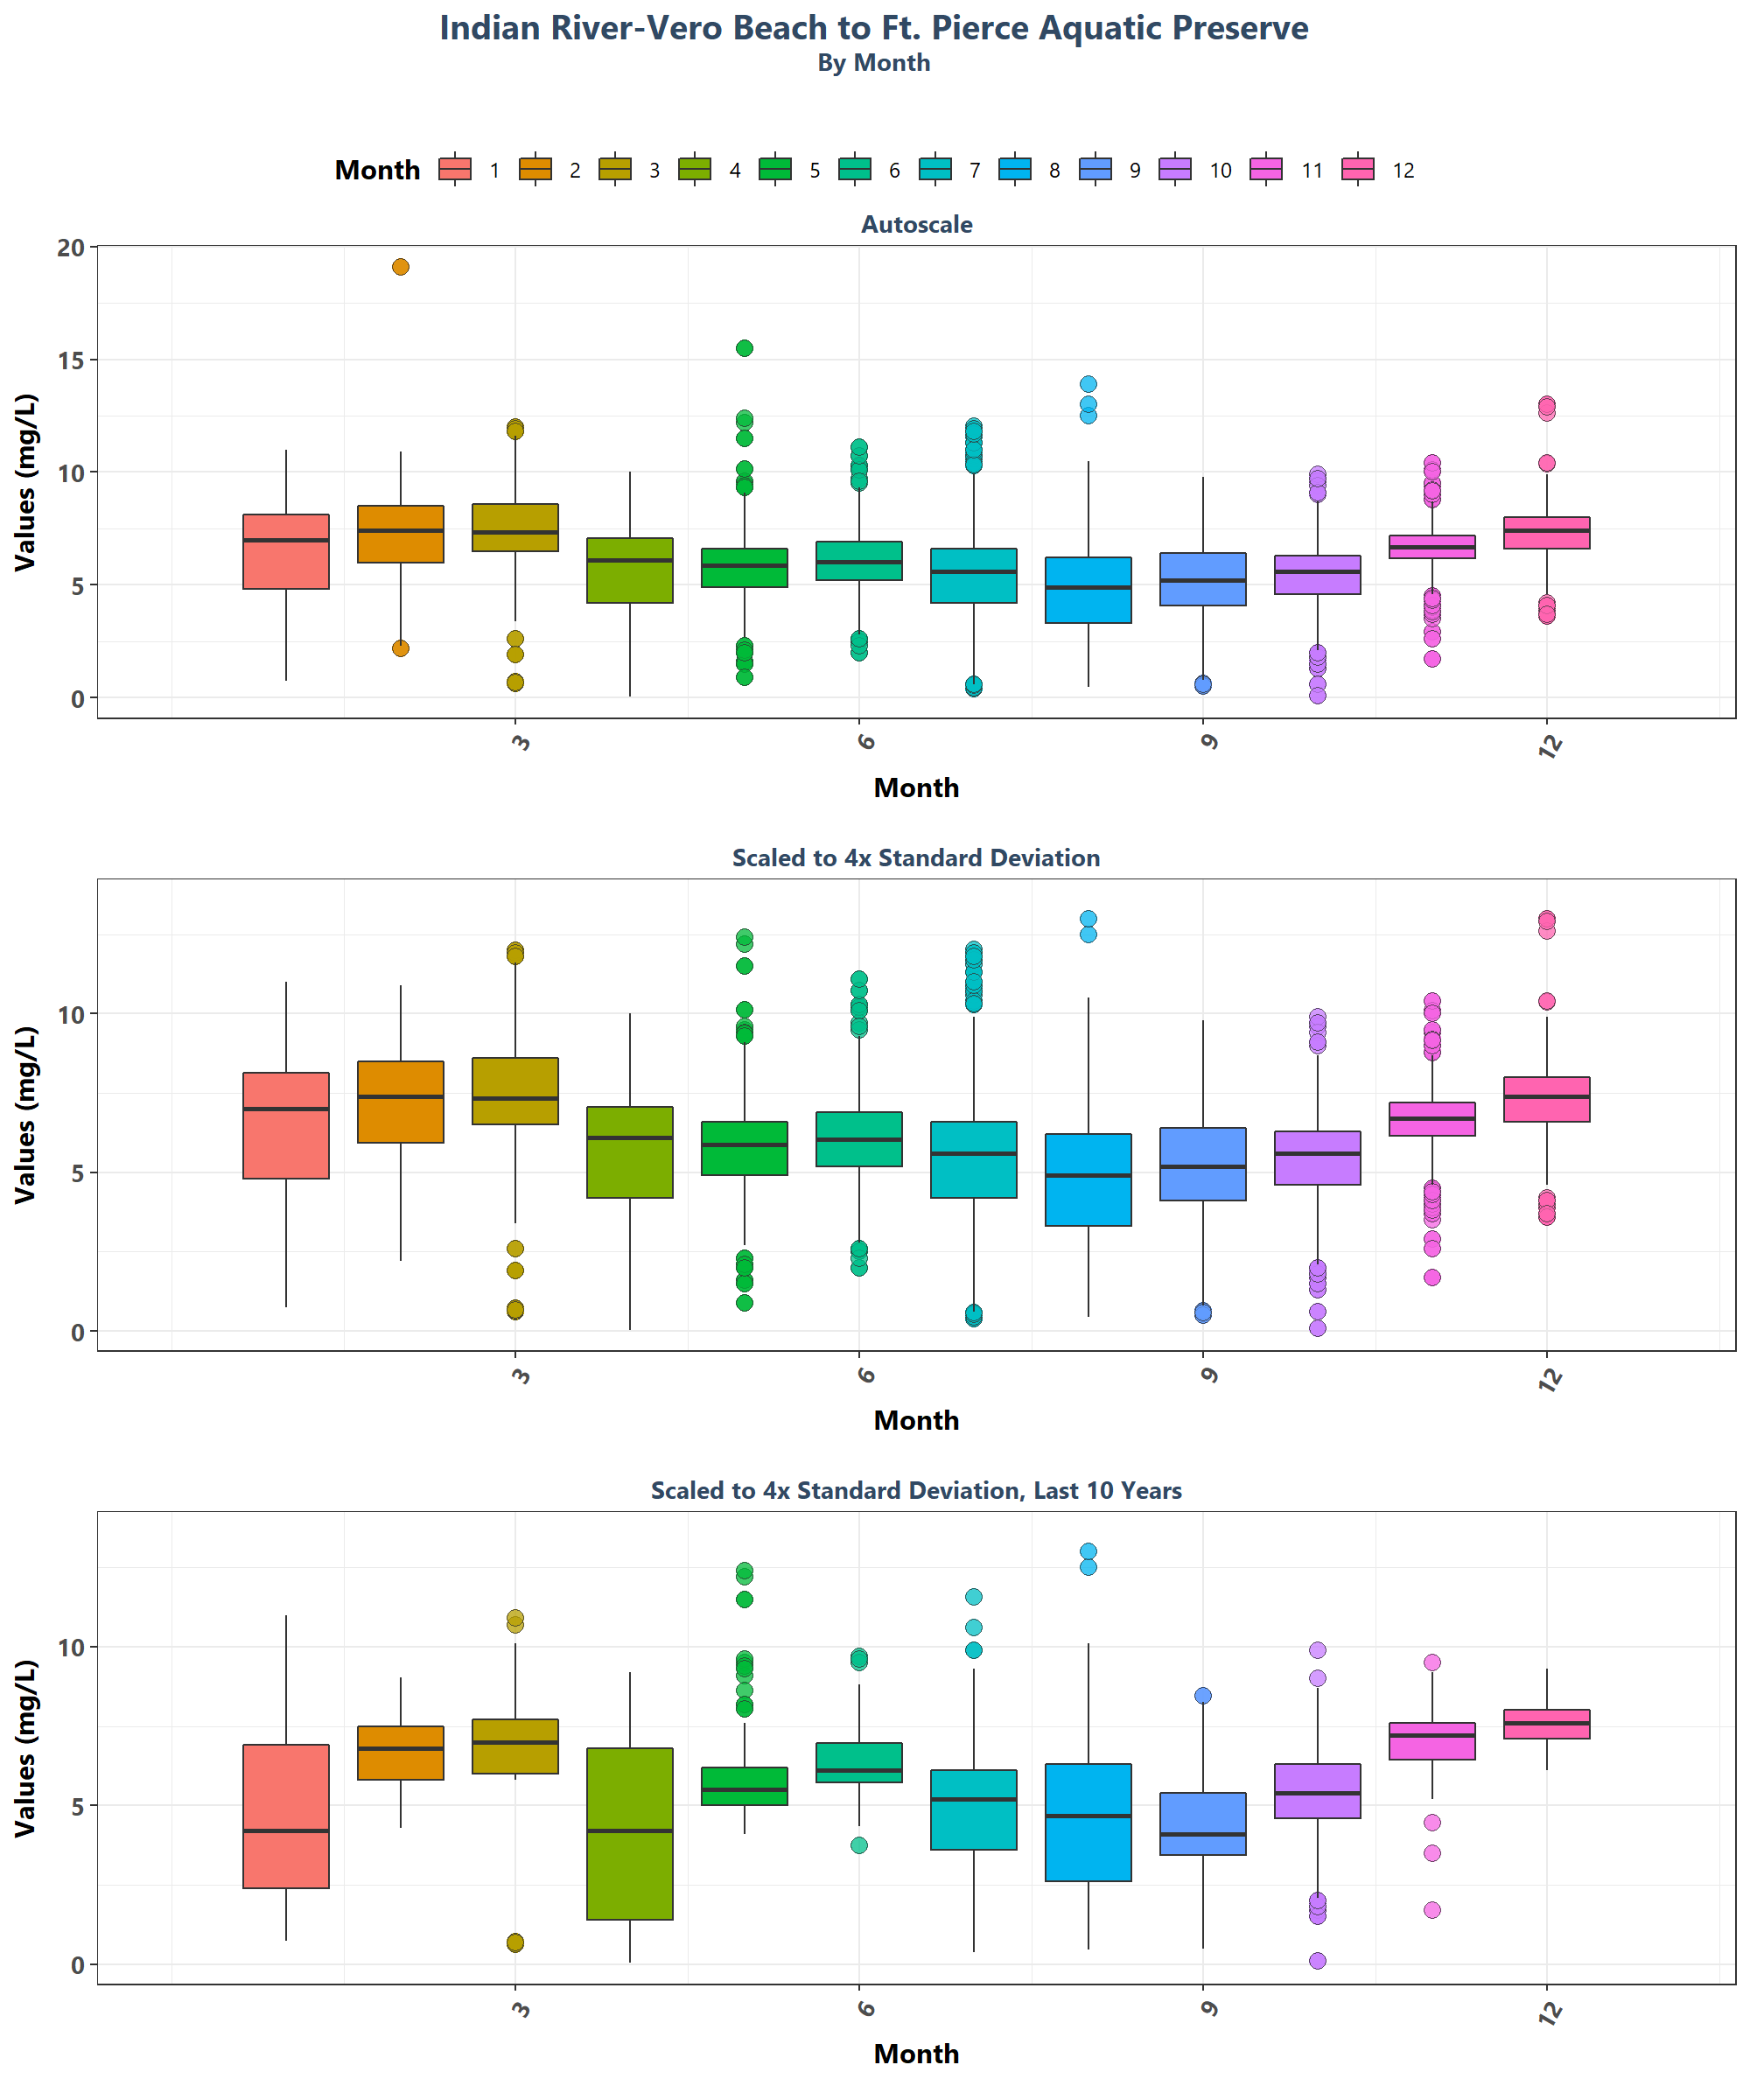 Indian River-Vero Beach to Ft. Pierce Aquatic Preserve
By Month
Month 1 2 3 4 5 6 7 8 9 10 11 12
Autoscale
Values (mg/L)
20
15
10
5
0
3 6 9 12
Month
Scaled to 4x Standard Deviation
Values (mg/L)
10
5
0
3 6 9 12
Month
Scaled to 4x Standard Deviation, Last 10 Years
Values (mg/L)
10
5
0
3 6 9 12
Month